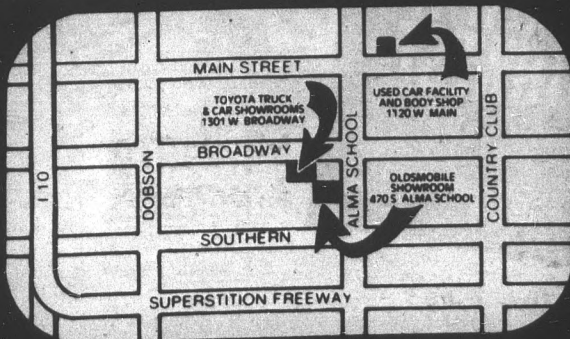 MAIN STREET
TOYOTA TRUCK
& CAR SHOWROOMS
1301 W BROADWAY
USED CAR FACILITY
AND BODY SHOP
1120 W MAIN
BROADWAY
I 10
DOBSON
ALMA SCHOOL
COUNTRY CLUB
OLDSMOBILE
SHOWROOM
470 S ALMA SCHOOL
SOUTHERN
SUPERSTITION FREEWAY